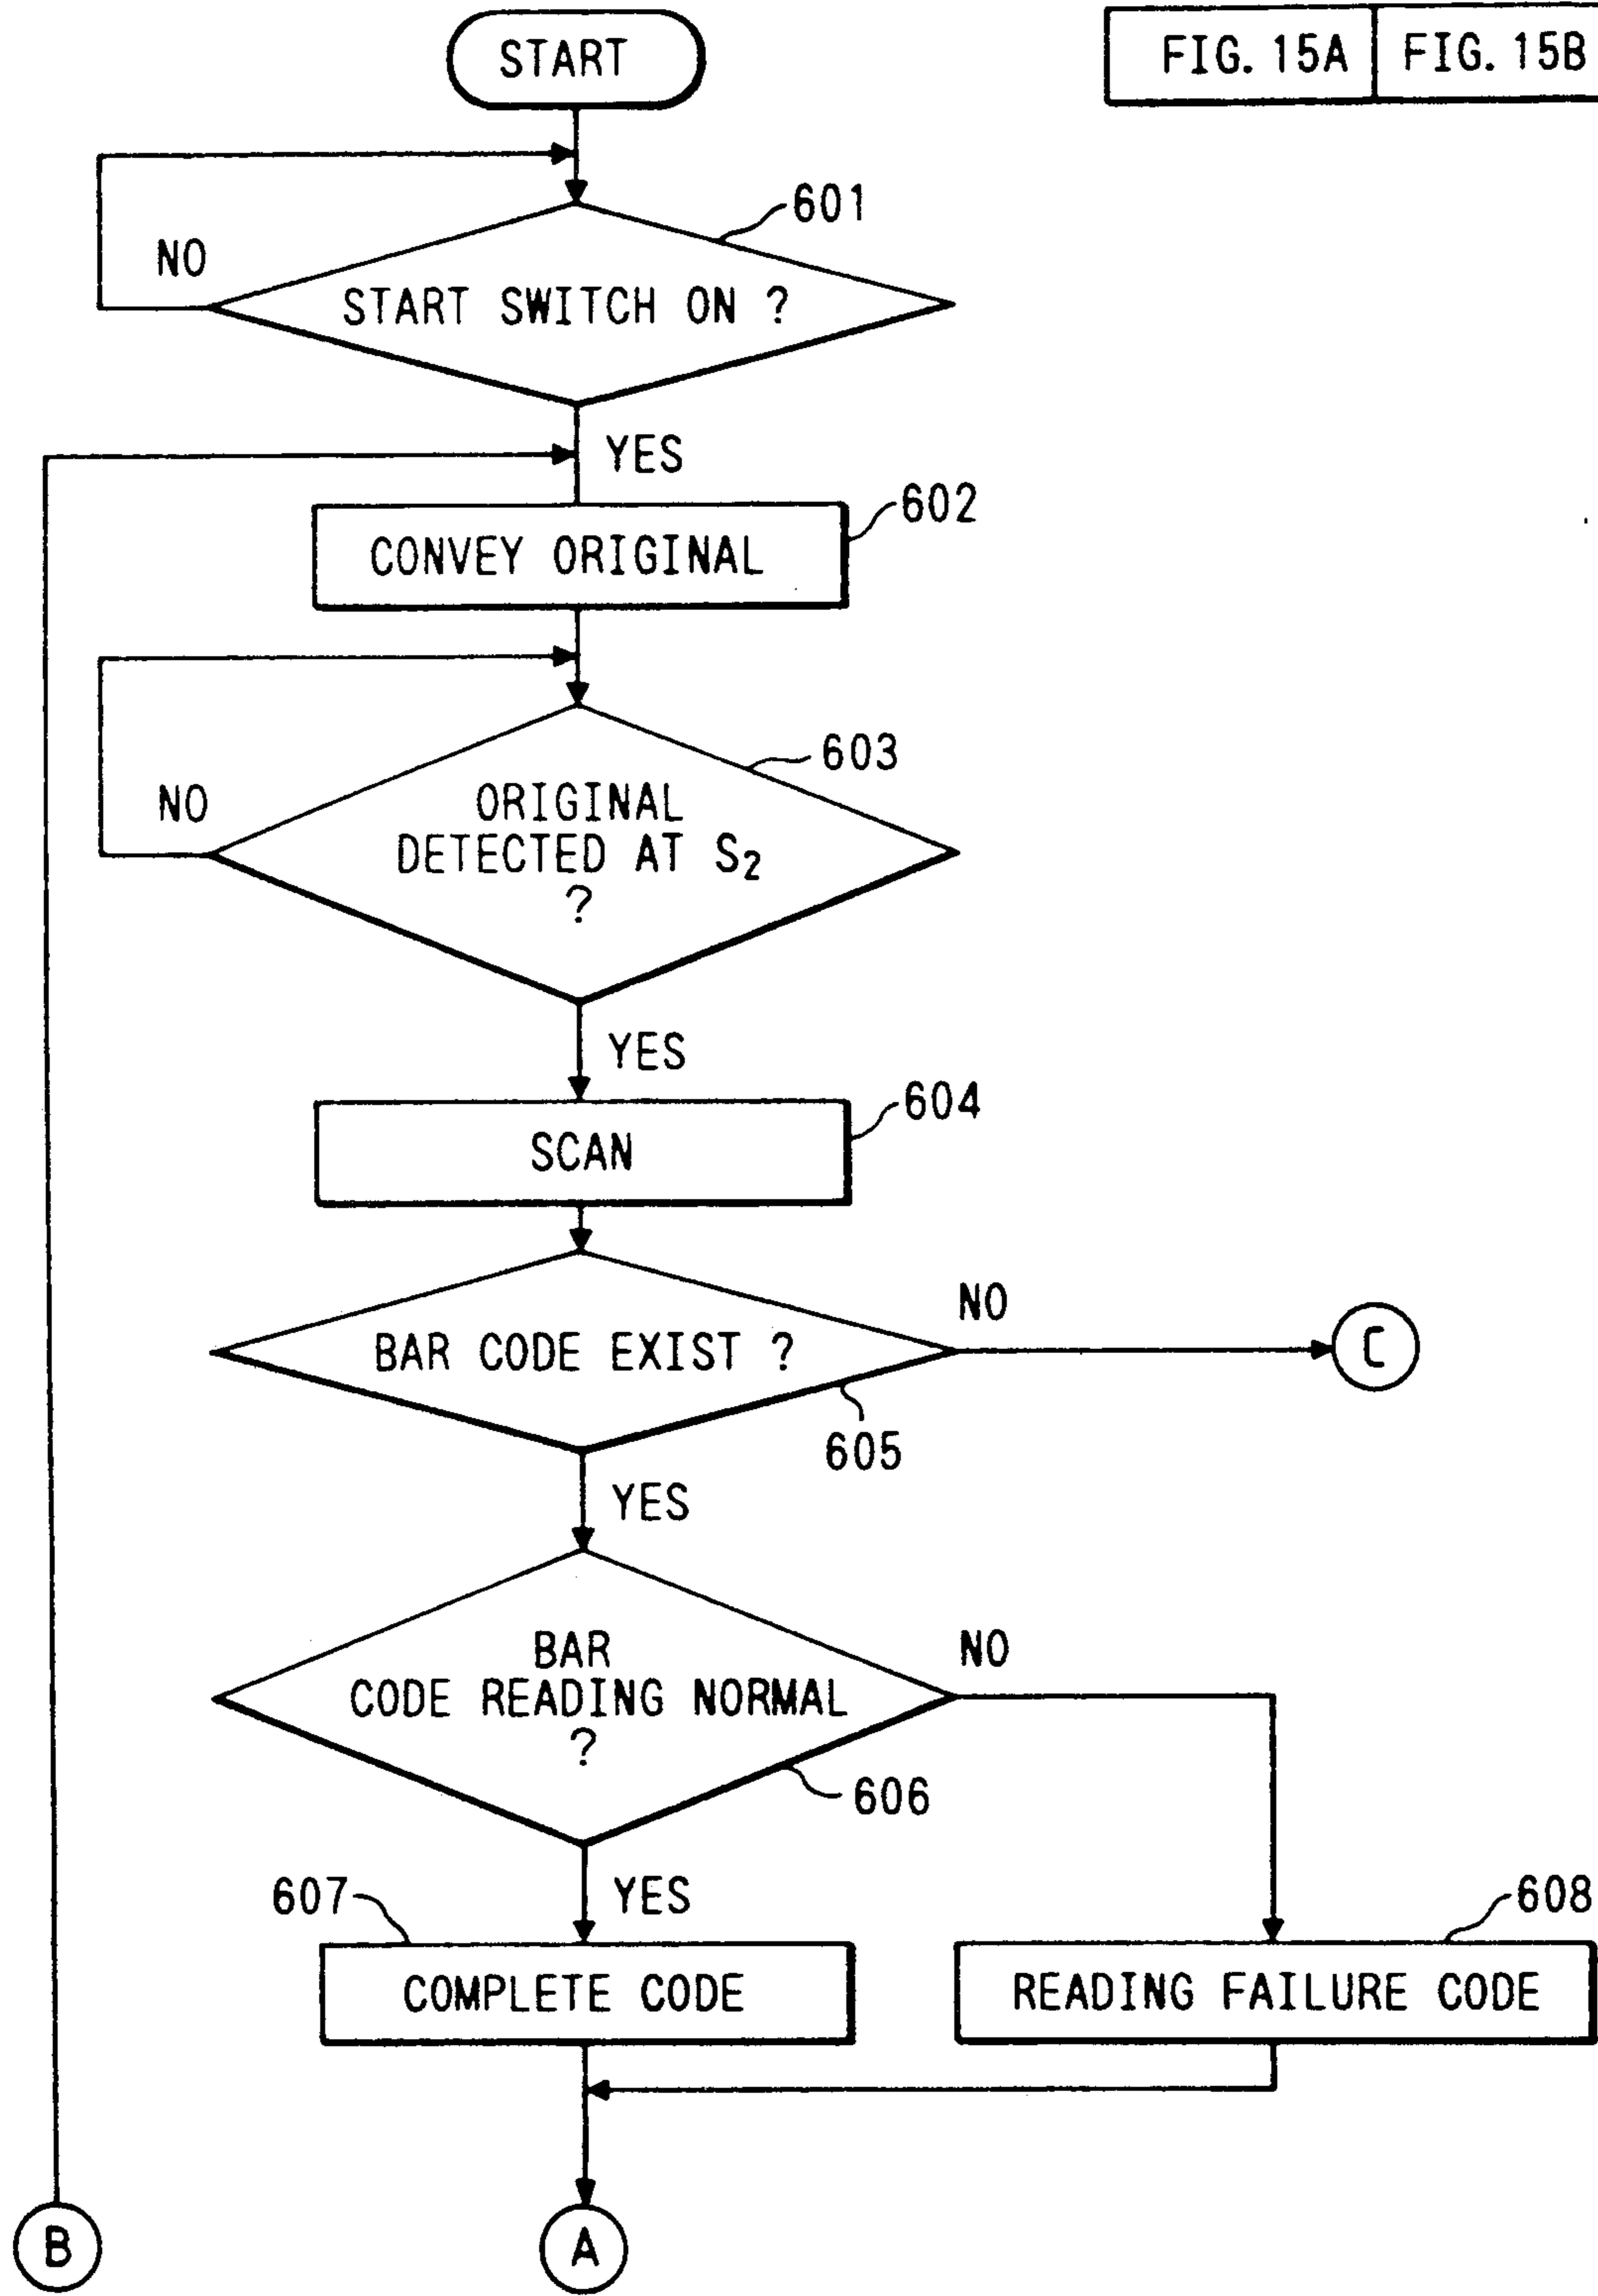 START
FIG. 15A FIG. 15B
601
NO
START SWITCH ON ?
YES
602
CONVEY ORIGINAL
603
NO
ORIGINAL
DETECTED AT S₂
?
YES
604
SCAN
NO
BAR CODE EXIST ?
C
605
YES
BAR
NO
CODE READING NORMAL
?
606
607
YES
608
COMPLETE CODE
READING FAILURE CODE
B
A